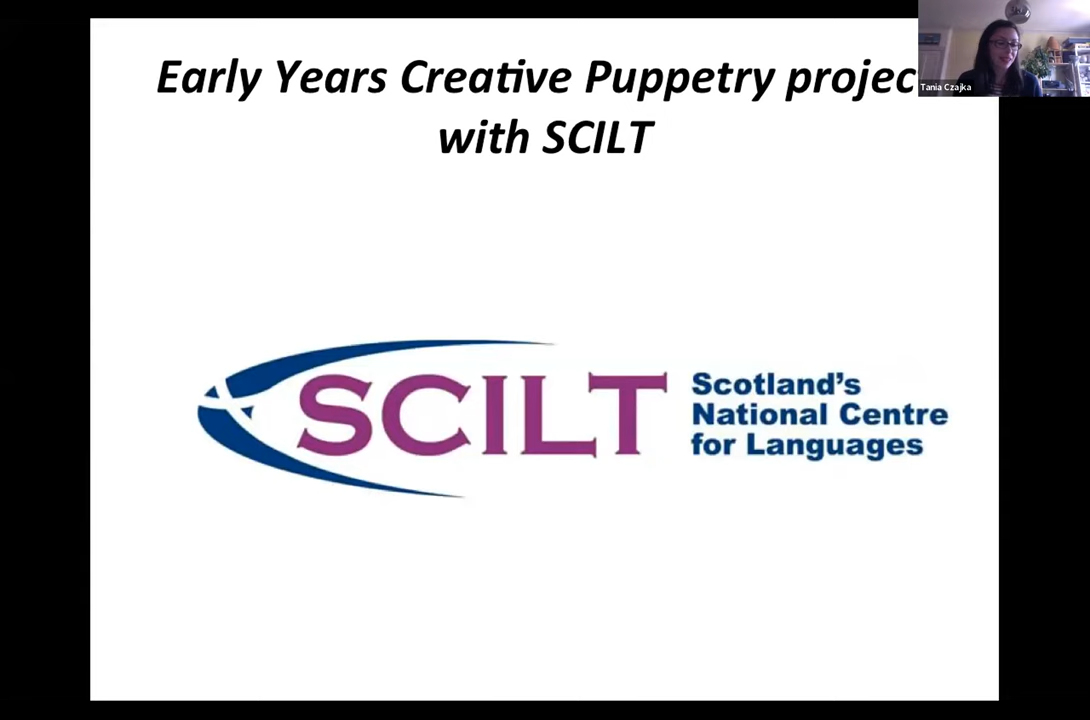 Early Years Creative Puppetry projec
with SCILT
Tania Czajka
SCILT
Scotland's
National Centre
for Languages